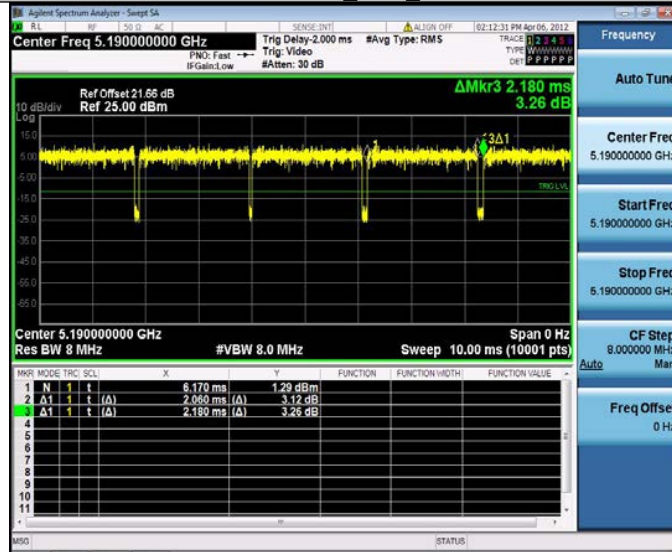 Agilent Spectrum Analyzer - Swept SA
RL RF 50 Ω AC SENSE:INT ALIGN OFF 02:12:31 PM Apr 06, 2012
Center Freq 5.190000000 GHz
PNO: Fast
IFGain:Low
Trig Delay-2.000 ms
Trig: Video
#Atten: 30 dB
#Avg Type: RMS
TRACE 1 2 3 4 5 6
TYPE WWWWWW
DET P P P P P P
Frequency
Auto Tune
Center Freq
5.190000000 GHz
Start Freq
5.190000000 GHz
Stop Freq
5.190000000 GHz
CF Step
8.000000 MHz
Auto Man
Freq Offset
0 Hz
ΔMkr3 2.180 ms
3.26 dB
Ref Offset 21.66 dB
10 dB/div Ref 25.00 dBm
Log
15.0
5.00
-5.00
-15.0
-25.0
-35.0
-45.0
-55.0
-65.0
3Δ1
TRIG LVL
Center 5.190000000 GHz Span 0 Hz
Res BW 8 MHz #VBW 8.0 MHz Sweep 10.00 ms (10001 pts)
MKR MODE TRC SCL X Y FUNCTION FUNCTION WIDTH FUNCTION VALUE
1 N 1 t 6.170 ms 1.29 dBm
2 Δ1 1 t (Δ) 2.060 ms (Δ) 3.12 dB
3 Δ1 1 t (Δ) 2.180 ms (Δ) 3.26 dB
4
5
6
7
8
9
10
11
MSG STATUS